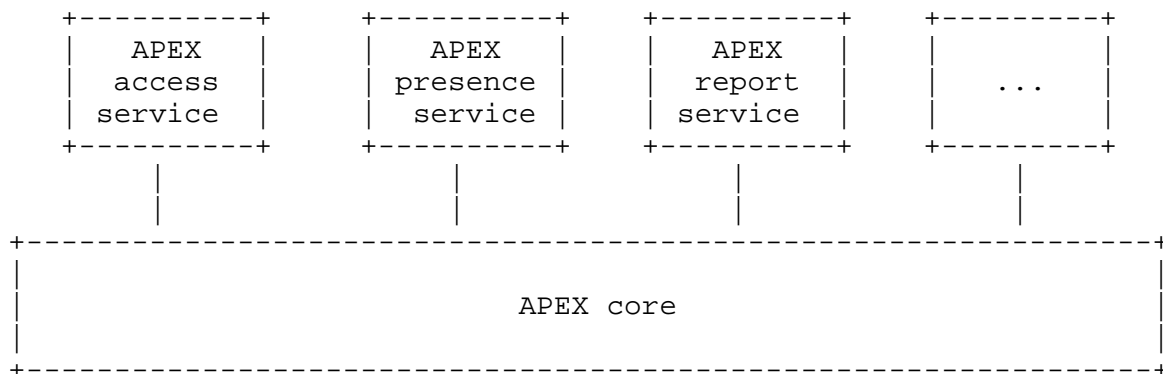 APEX APEX APEX
access presence report ...
service service service
APEX core